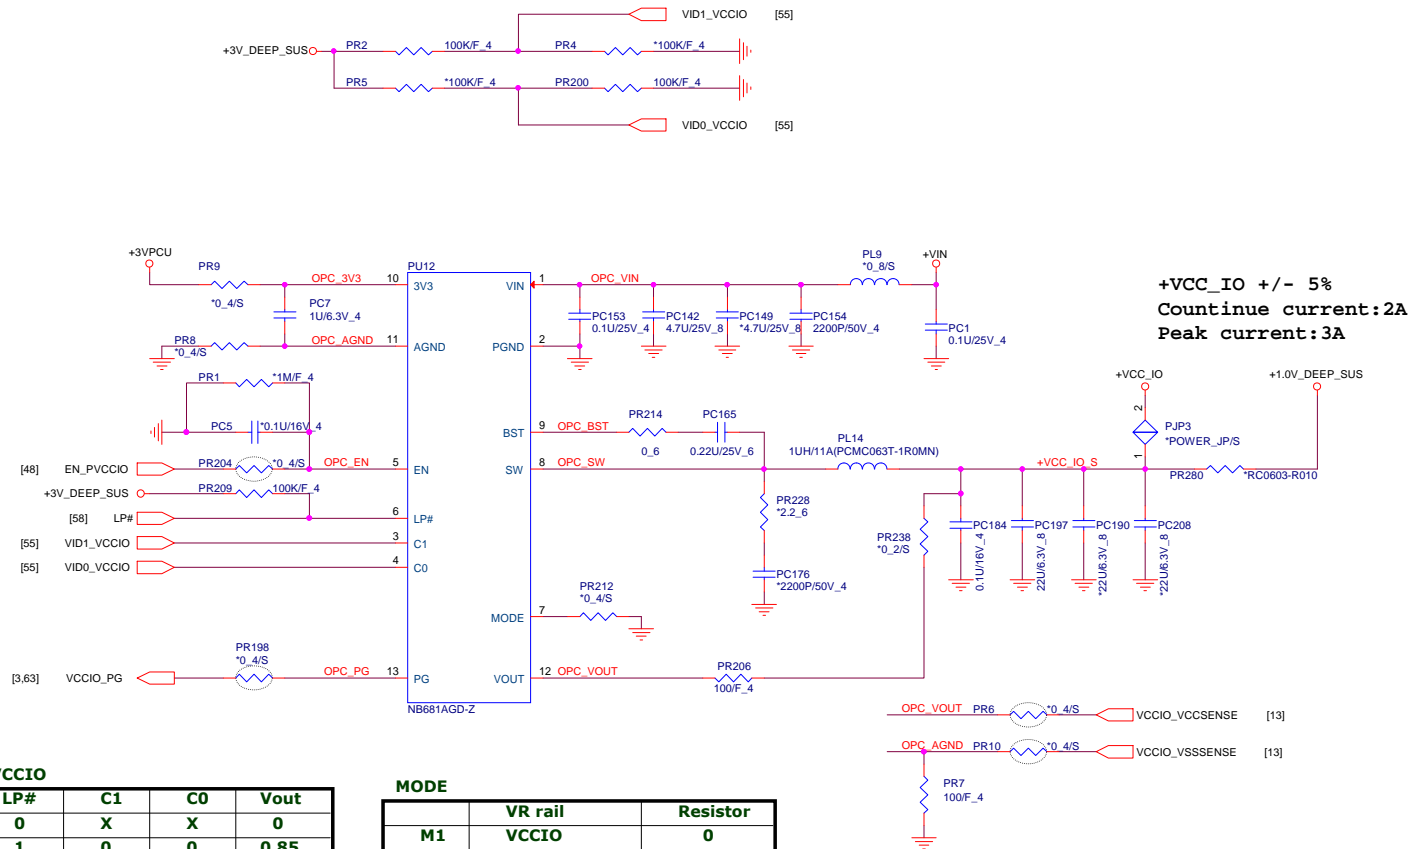 VID1_VCCIO [55]
+3V_DEEP_SUS PR2 100K/F_4 PR4 *100K/F_4
PR5 *100K/F_4 PR200 100K/F_4
VID0_VCCIO [55]
+3VPCU
PR9
*0_4/S
OPC_3V3 10
PC7
1U/6.3V_4
PR8
*0_4/S
OPC_AGND 11
PR1 *1M/F_4
PC5 *0.1U/16V_4
[48] EN_PVCCIO PR204 *0_4/S OPC_EN 5
+3V_DEEP_SUS PR209 100K/F_4
[58] LP# 6
[55] VID1_VCCIO 3
[55] VID0_VCCIO 4
PR198
*0_4/S
[3,63] VCCIO_PG OPC_PG 13
PU12
3V3 VIN
AGND PGND
BST
EN SW
LP#
C1
C0
MODE
PG VOUT
NB681AGD-Z
1 OPC_VIN
2
PC153
0.1U/25V_4
PC142
4.7U/25V_8
PC149
*4.7U/25V_8
PC154
2200P/50V_4
PL9
*0_8/S
+VIN
PC1
0.1U/25V_4
+VCC_IO +/- 5%
Countinue current:2A
Peak current:3A
9 OPC_BST
PR214
0_6
PC165
0.22U/25V_6
8 OPC_SW
PL14
1UH/11A(PCMC063T-1R0MN)
PR228
*2.2_6
PC176
*2200P/50V_4
7
PR212
*0_4/S
12 OPC_VOUT
PR206
100/F_4
PR238
*0_2/S
+VCC_IO_S
PC184
0.1U/16V_4
PC197
22U/6.3V_8
PC190
*22U/6.3V_8
PC208
*22U/6.3V_8
+VCC_IO
2
PJP3
*POWER_JP/S
1
+1.0V_DEEP_SUS
PR280 *RC0603-R010
OPC_VOUT PR6 *0_4/S VCCIO_VCCSENSE [13]
OPC_AGND PR10 *0_4/S VCCIO_VSSSENSE [13]
PR7
100/F_4
VCCIO
LP# C1 C0 Vout
0 X X 0
1 0 0 0.85
MODE
VR rail Resistor
M1 VCCIO 0